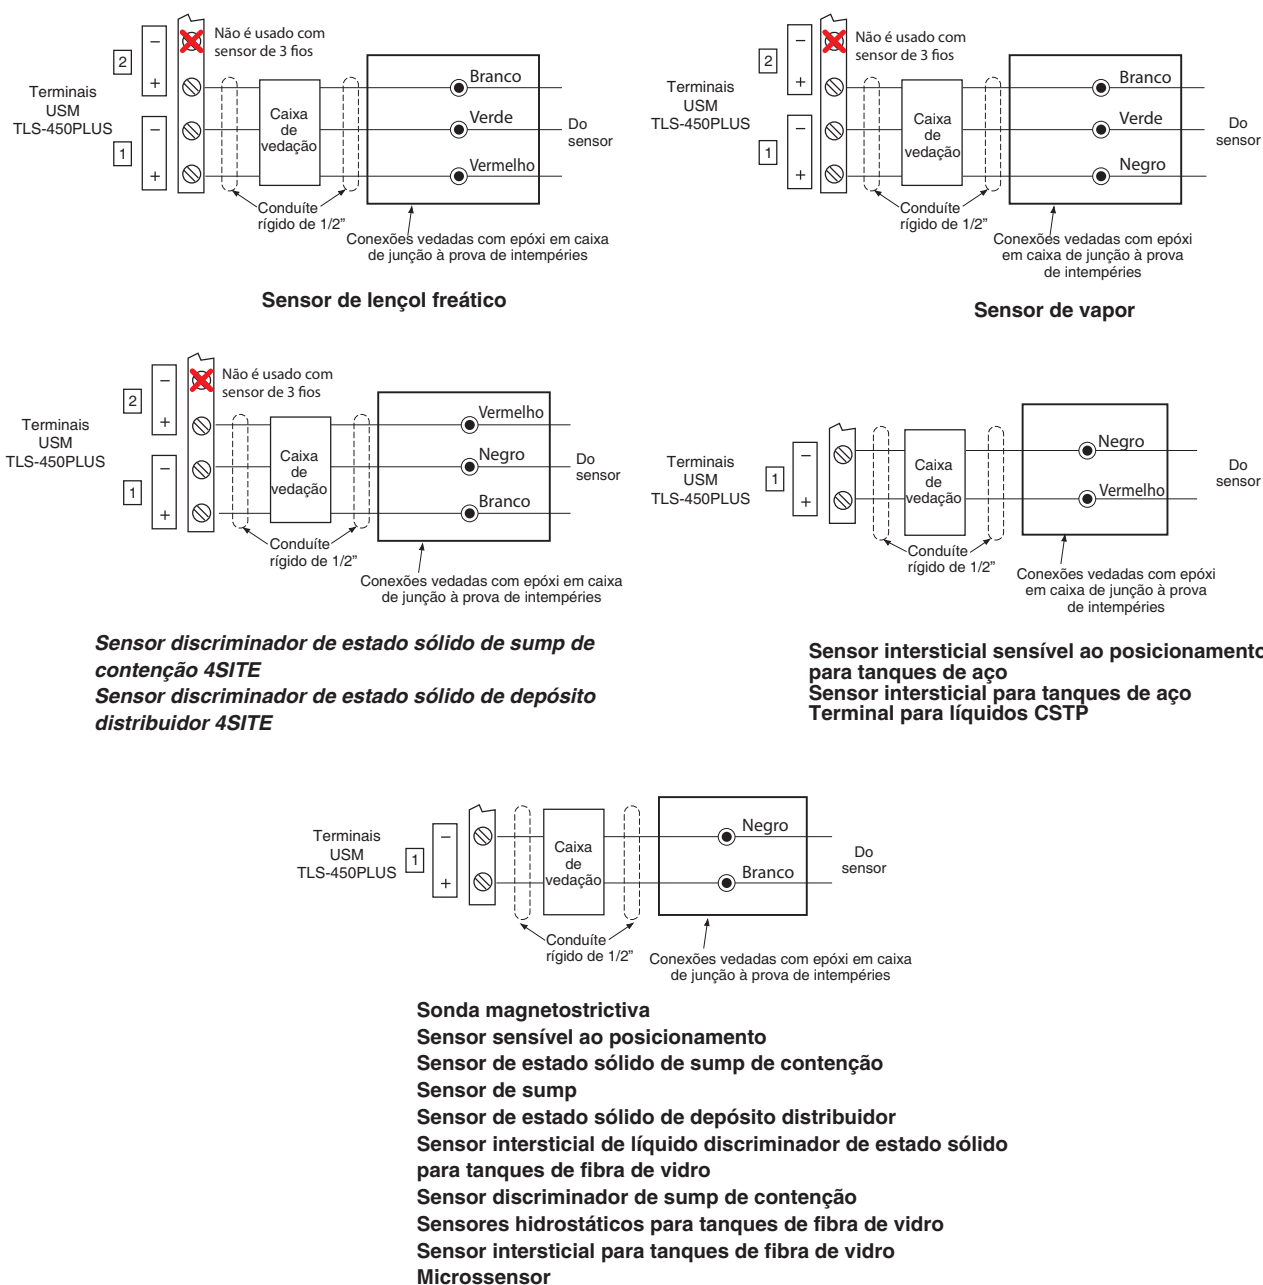 2
1
–
+
–
+
Terminais
USM
TLS-450PLUS
Não é usado com
sensor de 3 fios
Caixa
de
vedação
Branco
Verde
Vermelho
Do
sensor
Conduíte
rígido de 1/2”
Conexões vedadas com epóxi em caixa
de junção à prova de intempéries
Sensor de lençol freático
2
1
–
+
–
+
Terminais
USM
TLS-450PLUS
Não é usado com
sensor de 3 fios
Caixa
de
vedação
Branco
Verde
Negro
Do
sensor
Conduíte
rígido de 1/2”
Conexões vedadas com epóxi
em caixa de junção à prova
de intempéries
Sensor de vapor
2
1
–
+
–
+
Terminais
USM
TLS-450PLUS
Não é usado com
sensor de 3 fios
Caixa
de
vedação
Vermelho
Negro
Branco
Do
sensor
Conduíte
rígido de 1/2”
Conexões vedadas com epóxi em caixa
de junção à prova de intempéries
Sensor discriminador de estado sólido de sump de
contenção 4SITE
Sensor discriminador de estado sólido de depósito
distribuidor 4SITE
Terminais
USM
TLS-450PLUS
1
–
+
Caixa
de
vedação
Negro
Vermelho
Do
sensor
Conduíte
rígido de 1/2”
Conexões vedadas com epóxi
em caixa de junção à prova
de intempéries
Sensor intersticial sensível ao posicionamento
para tanques de aço
Sensor intersticial para tanques de aço
Terminal para líquidos CSTP
Terminais
USM
TLS-450PLUS
1
–
+
Caixa
de
vedação
Negro
Branco
Do
sensor
Conduíte
rígido de 1/2”
Conexões vedadas com epóxi em caixa
de junção à prova de intempéries
Sonda magnetostrictiva
Sensor sensível ao posicionamento
Sensor de estado sólido de sump de contenção
Sensor de sump
Sensor de estado sólido de depósito distribuidor
Sensor intersticial de líquido discriminador de estado sólido
para tanques de fibra de vidro
Sensor discriminador de sump de contenção
Sensores hidrostáticos para tanques de fibra de vidro
Sensor intersticial para tanques de fibra de vidro
Microssensor